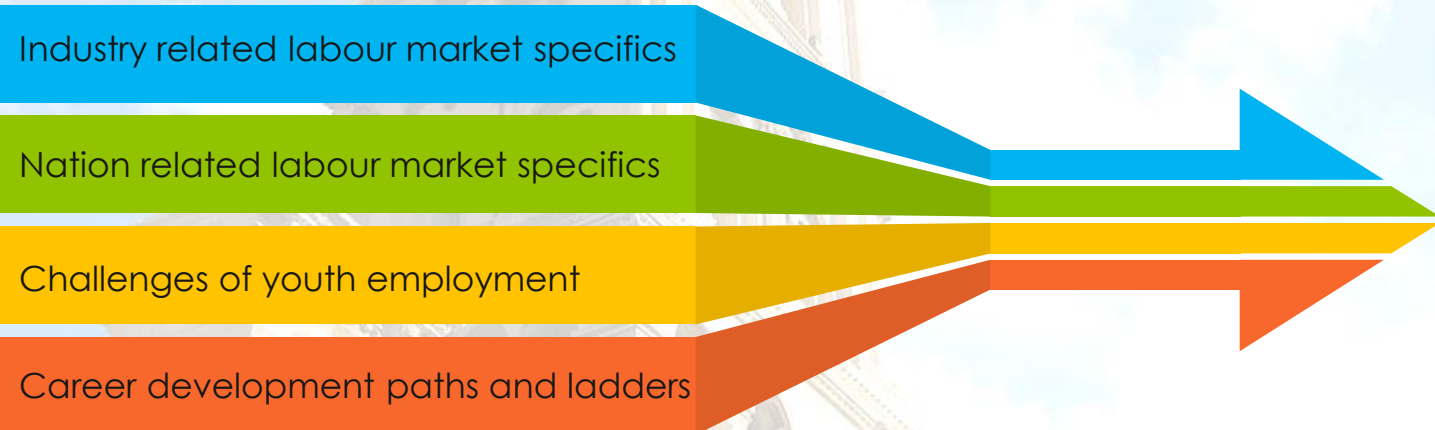 Industry related labour market specifics
Nation related labour market specifics
Challenges of youth employment
Career development paths and ladders